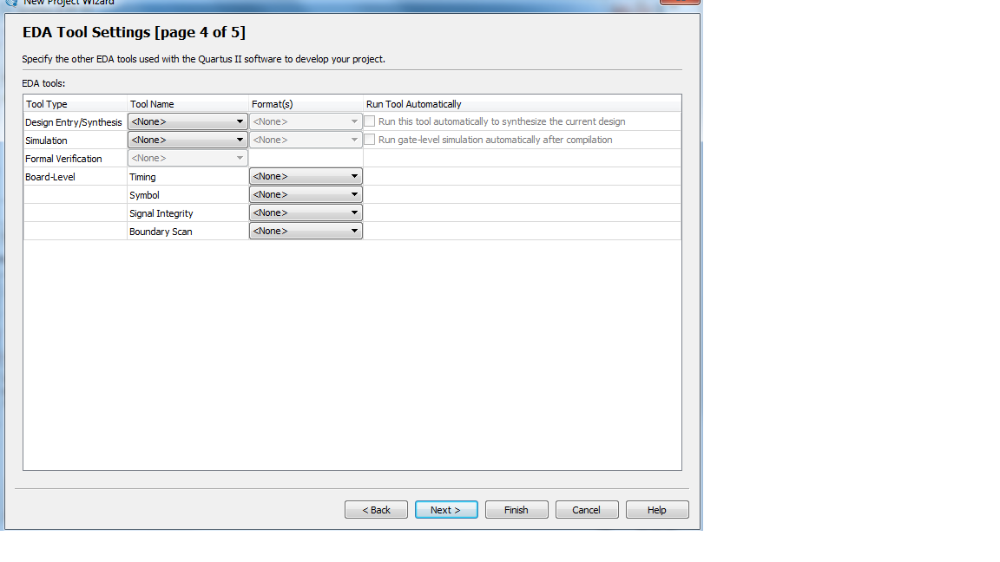 New Project Wizard
EDA Tool Settings [page 4 of 5]
Specify the other EDA tools used with the Quartus II software to develop your project.
EDA tools:
Tool Type Tool Name Format(s) Run Tool Automatically
Design Entry/Synthesis <None> <None> Run this tool automatically to synthesize the current design
Simulation <None> <None> Run gate-level simulation automatically after compilation
Formal Verification <None>
Board-Level Timing <None>
Symbol <None>
Signal Integrity <None>
Boundary Scan <None>
< Back Next > Finish Cancel Help